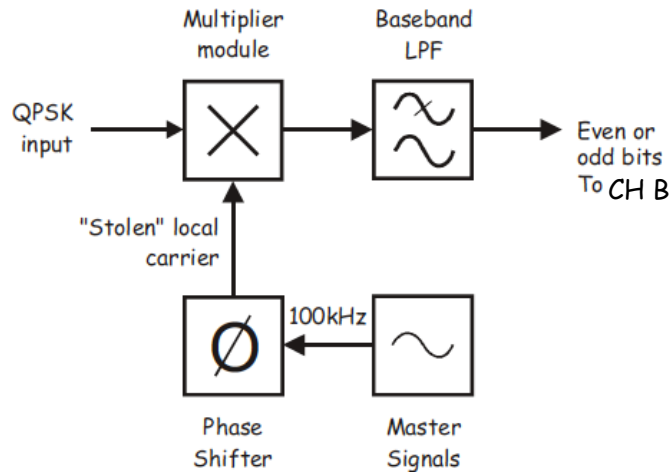 Multiplier
module
Baseband
LPF
QPSK
input
Even or
odd bits
To CH B
"Stolen" local
carrier
100kHz
Ø
Phase
Shifter
Master
Signals